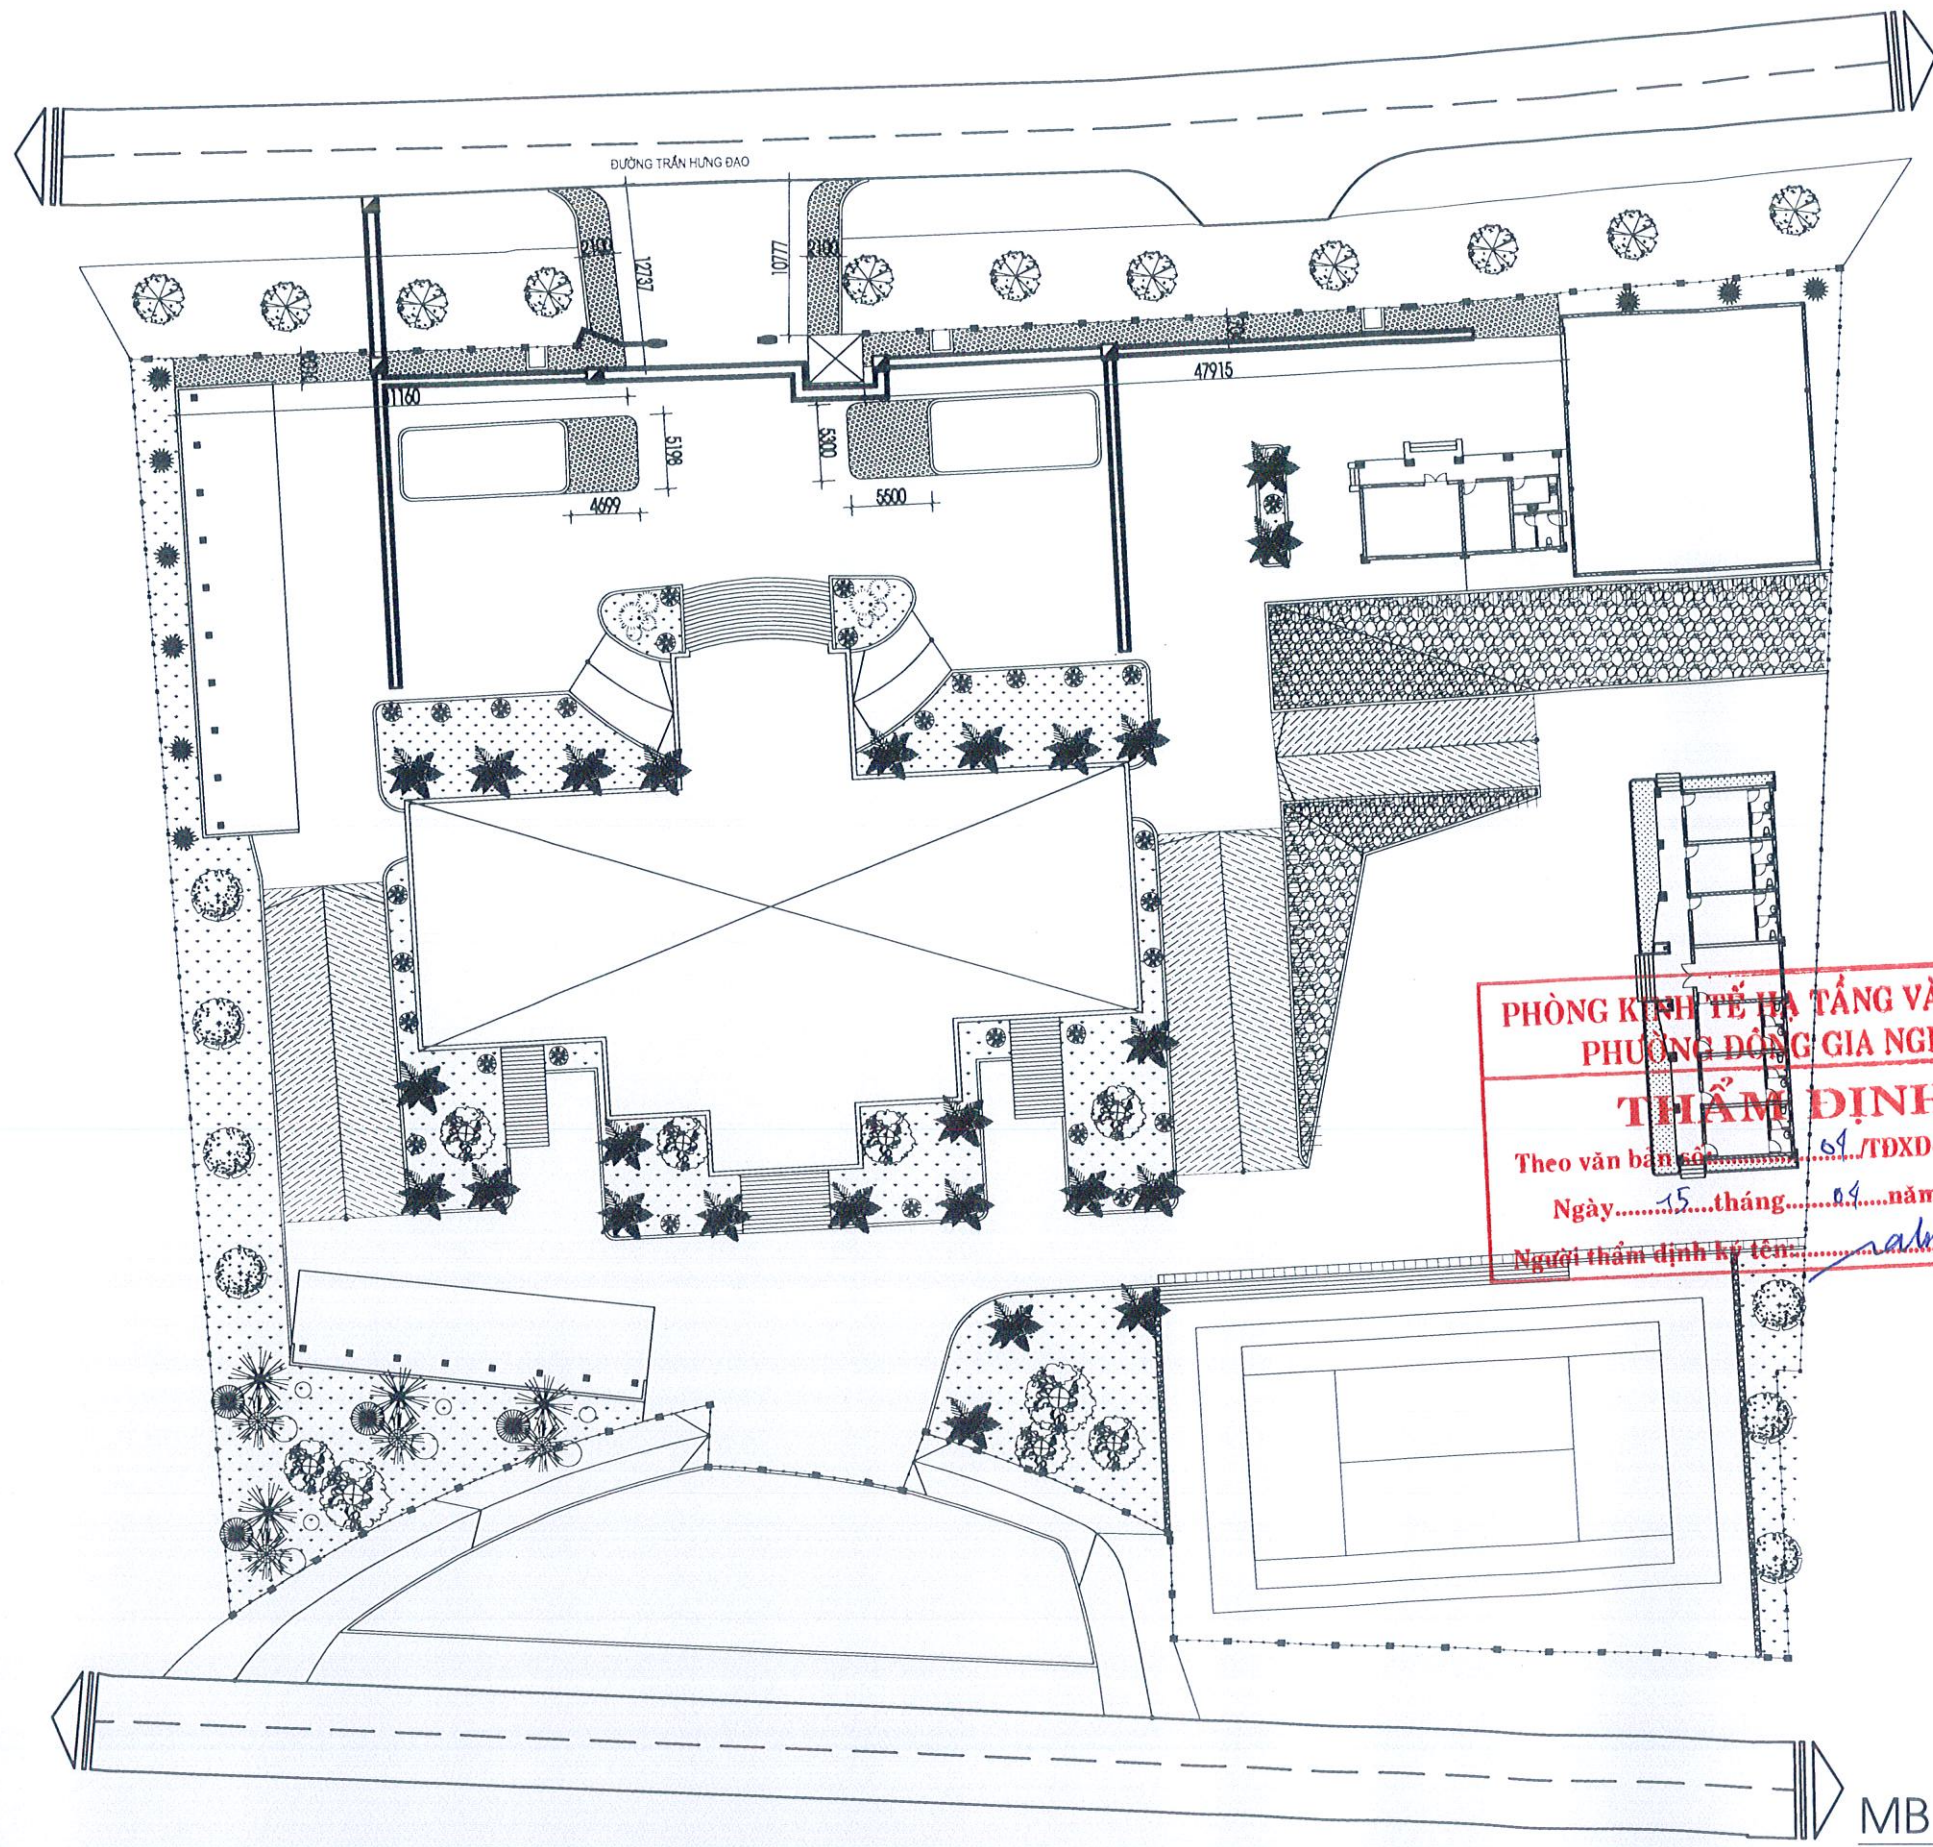 ĐƯỜNG TRẦN HƯNG ĐẠO
2100
12737
10777
2100
47915
5198
5300
4699
5500
PHÒNG KINH TẾ HẠ TẦNG VÀ
PHƯỜNG ĐÔNG GIA NGH
THẨM ĐỊNH
Theo văn bản số:............04./TĐXD
Ngày........15..tháng.......04....năm
Người thẩm định ký tên:
MB